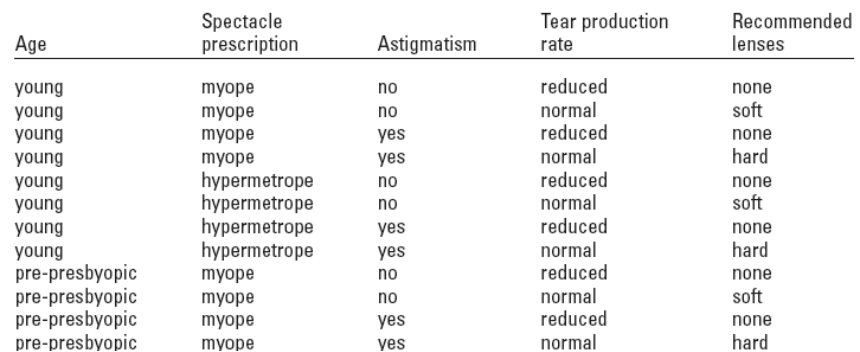 Age Spectacle prescription Astigmatism Tear production rate Recommended lenses
young myope no reduced none
young myope no normal soft
young myope yes reduced none
young myope yes normal hard
young hypermetrope no reduced none
young hypermetrope no normal soft
young hypermetrope yes reduced none
young hypermetrope yes normal hard
pre-presbyopic myope no reduced none
pre-presbyopic myope no normal soft
pre-presbyopic myope yes reduced none
pre-presbyopic myope yes normal hard